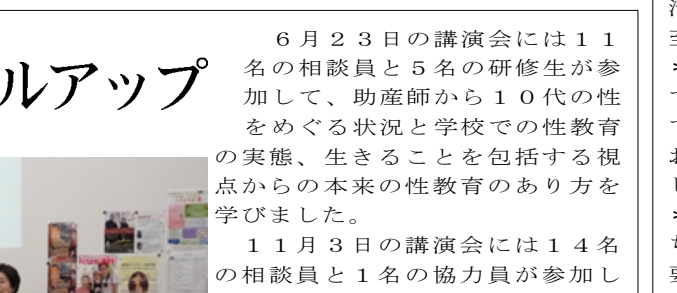 ルアップ
６月２３日の講演会には１１
名の相談員と５名の研修生が参
加して、助産師から１０代の性
をめぐる状況と学校での性教育
の実態、生きることを包括する視
点からの本来の性教育のあり方を
学びました。
１１月３日の講演会には１４名
の相談員と１名の協力員が参加し